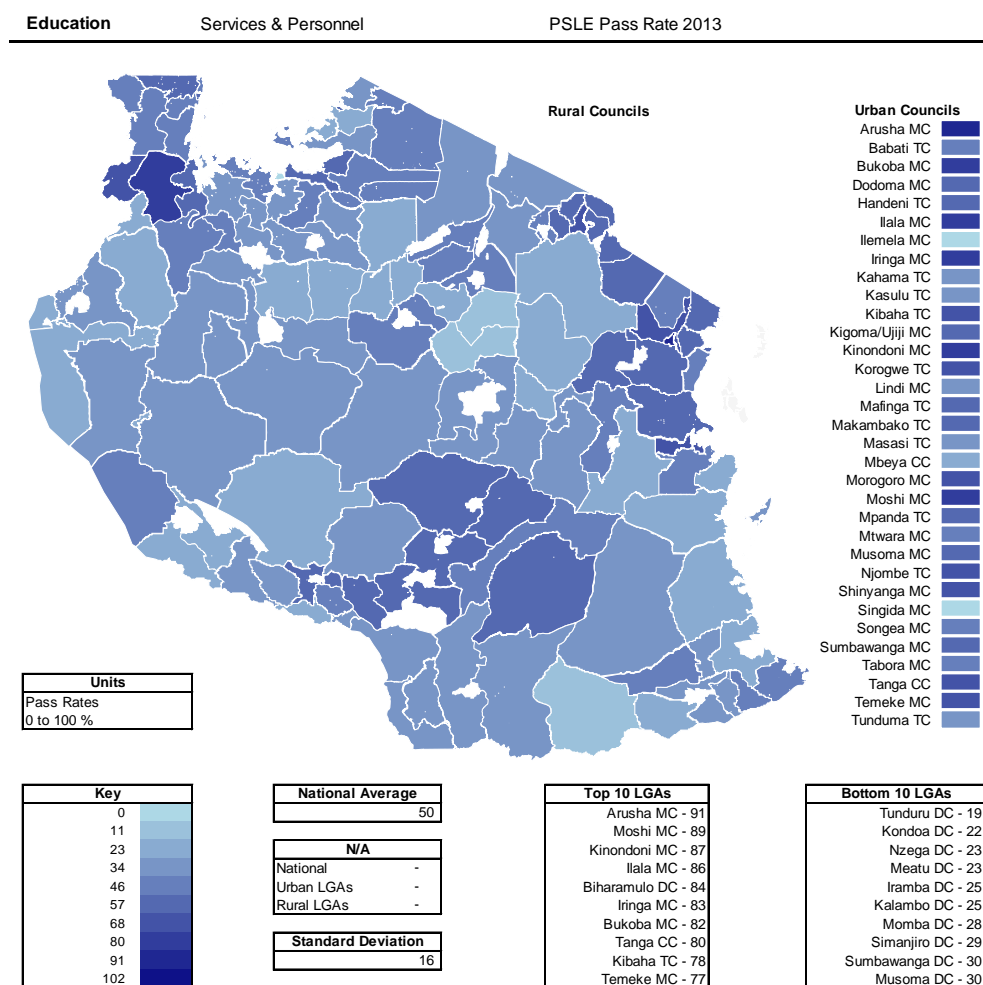 Education Services & Personnel PSLE Pass Rate 2013
Rural Councils
Urban Councils
Arusha MC
Babati TC
Bukoba MC
Dodoma MC
Handeni TC
Ilala MC
Ilemela MC
Iringa MC
Kahama TC
Kasulu TC
Kibaha TC
Kigoma/Ujiji MC
Kinondoni MC
Korogwe TC
Lindi MC
Mafinga TC
Makambako TC
Masasi TC
Mbeya CC
Morogoro MC
Moshi MC
Mpanda TC
Mtwara MC
Musoma MC
Njombe TC
Shinyanga MC
Singida MC
Songea MC
Sumbawanga MC
Tabora MC
Tanga CC
Temeke MC
Tunduma TC
Units
Pass Rates
0 to 100 %
Key
0
11
23
34
46
57
68
80
91
102
National Average
50
N/A
National -
Urban LGAs -
Rural LGAs -
Standard Deviation
16
Top 10 LGAs
Arusha MC - 91
Moshi MC - 89
Kinondoni MC - 87
Ilala MC - 86
Biharamulo DC - 84
Iringa MC - 83
Bukoba MC - 82
Tanga CC - 80
Kibaha TC - 78
Temeke MC - 77
Bottom 10 LGAs
Tunduru DC - 19
Kondoa DC - 22
Nzega DC - 23
Meatu DC - 23
Iramba DC - 25
Kalambo DC - 25
Momba DC - 28
Simanjiro DC - 29
Sumbawanga DC - 30
Musoma DC - 30